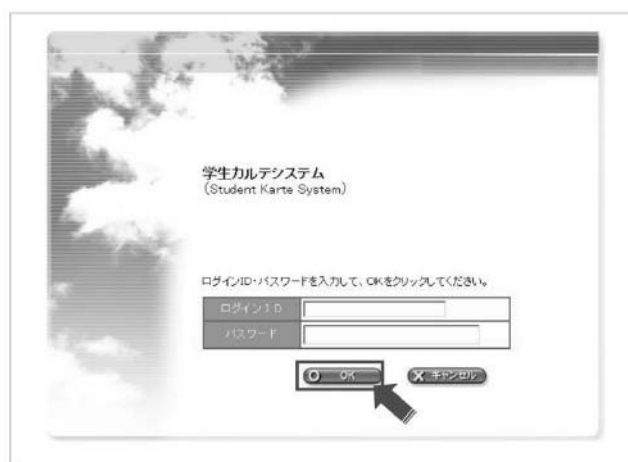 学生カルテシステム
(Student Karte System)
ログインID・パスワードを入力して、OKをクリックしてください。
ログインID
パスワード
OK
キャンセル